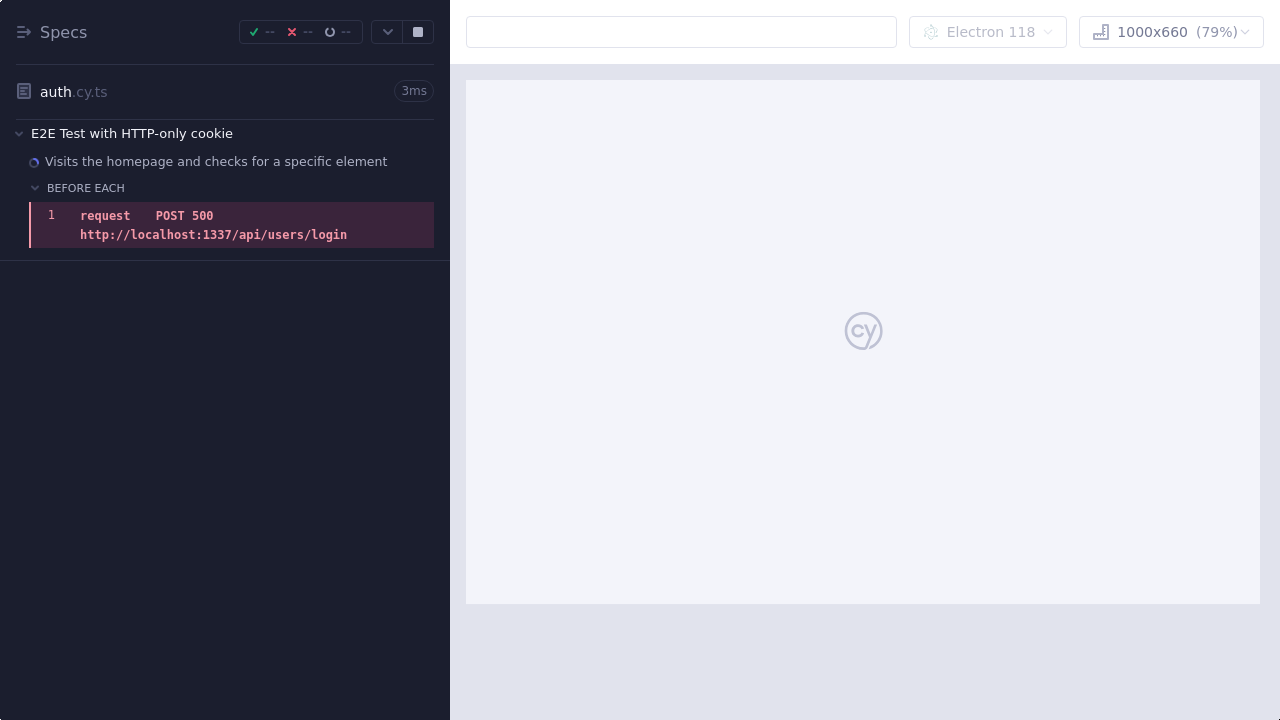 Specs
--
--
--
Electron 118
1000x660 (79%)
auth.cy.ts
3ms
E2E Test with HTTP-only cookie
Visits the homepage and checks for a specific element
BEFORE EACH
1 request POST 500
http://localhost:1337/api/users/login
cy